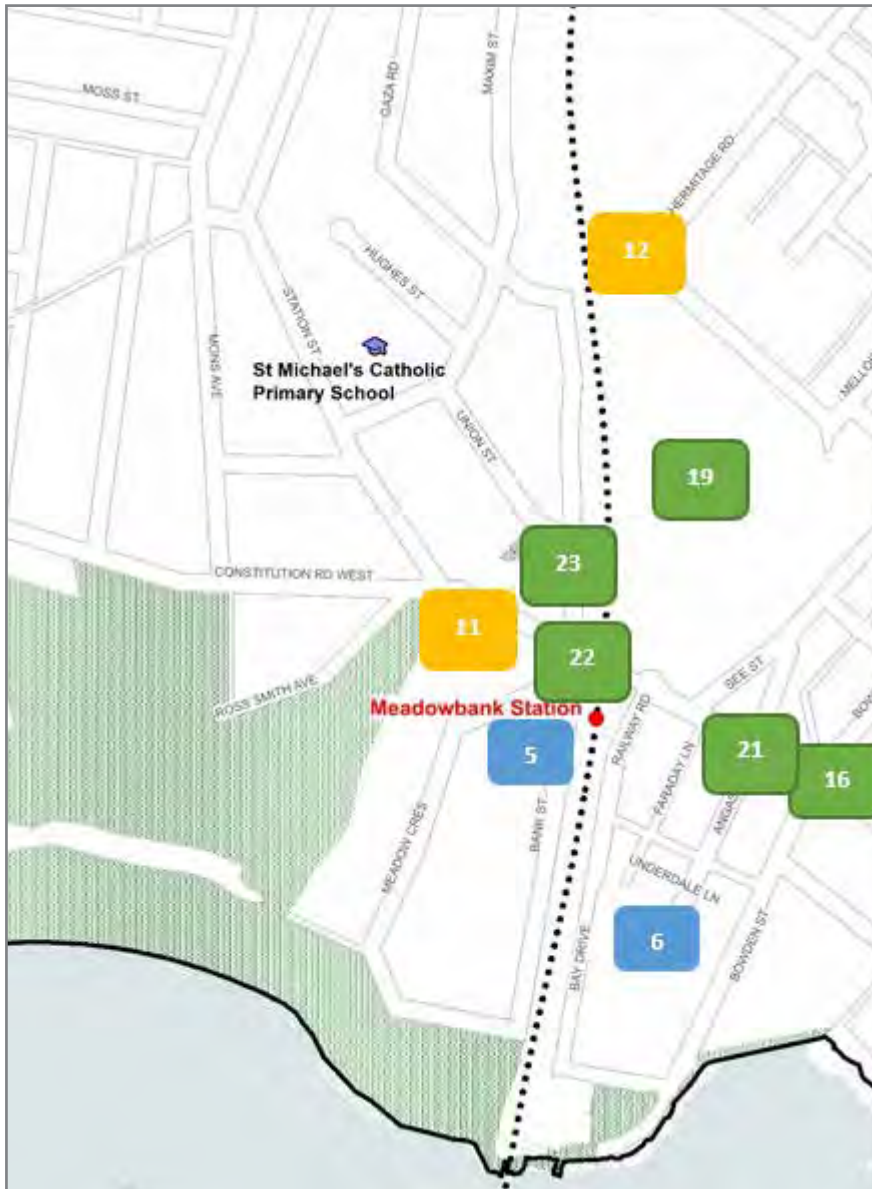 MOSS ST
GAZA RD
MAXIM ST
HERMITAGE RD
12
HUGHES ST
STATION ST
MONS AVE
St Michael's Catholic
Primary School
UNION ST
19
23
CONSTITUTION RD WEST
11
22
ROSS SMITH AVE
SEE ST
Meadowbank Station
RAILWAY RD
5
21
16
FARADAY LN
MEADOW CRES
BANK ST
UNDERDALE LN
6
BAY DRIVE
BOWDEN ST